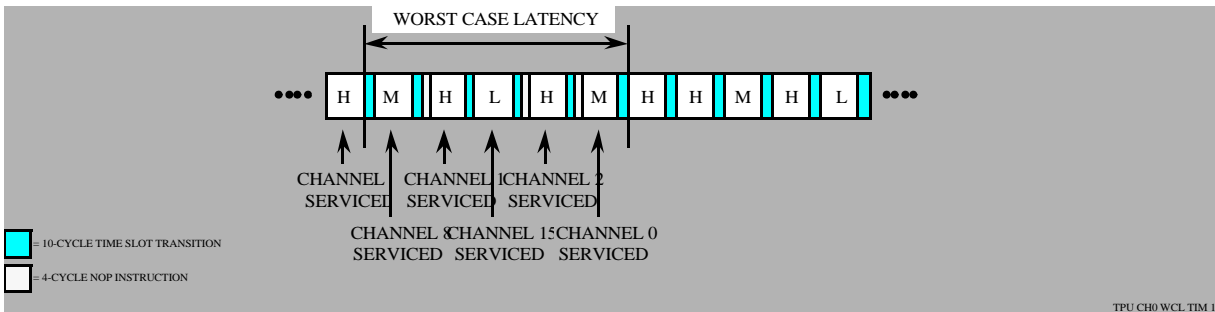 WORST CASE LATENCY
H M H L H M H H M H L
CHANNEL CHANNEL 1 CHANNEL 2
SERVICED SERVICED SERVICED
CHANNEL 8 CHANNEL 15 CHANNEL 0
SERVICED SERVICED SERVICED
= 10-CYCLE TIME SLOT TRANSITION
= 4-CYCLE NOP INSTRUCTION
TPU CH0 WCL TIM 1